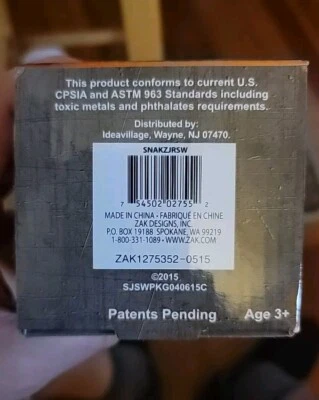 This product conforms to current U.S.
CPSIA and ASTM 963 Standards including
toxic metals and phthalates requirements.
Distributed by:
Ideavillage, Wayne, NJ 07470.
SNAKZJRSW
7 54502 02755 2
MADE IN CHINA - FABRIQUÉ EN CHINE
ZAK DESIGNS, INC.
P.O. BOX 19188 SPOKANE, WA 99219
1-800-331-1089 - WWW.ZAK.COM
ZAK1275352-0515
©2015
SJSWPKG040615C
Patents Pending Age 3+